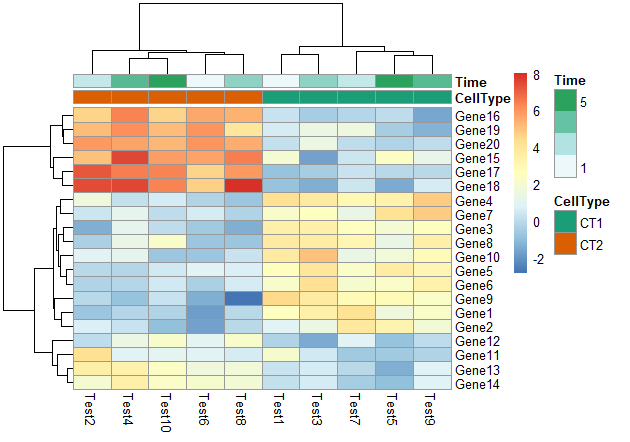 Time
CellType
Gene16
Gene19
Gene20
Gene15
Gene17
Gene18
Gene4
Gene7
Gene3
Gene8
Gene10
Gene5
Gene6
Gene9
Gene1
Gene2
Gene12
Gene11
Gene13
Gene14
Test2 Test4 Test10 Test6 Test8 Test1 Test3 Test7 Test5 Test9
8
6
4
2
0
-2
Time
5
1
CellType
CT1
CT2